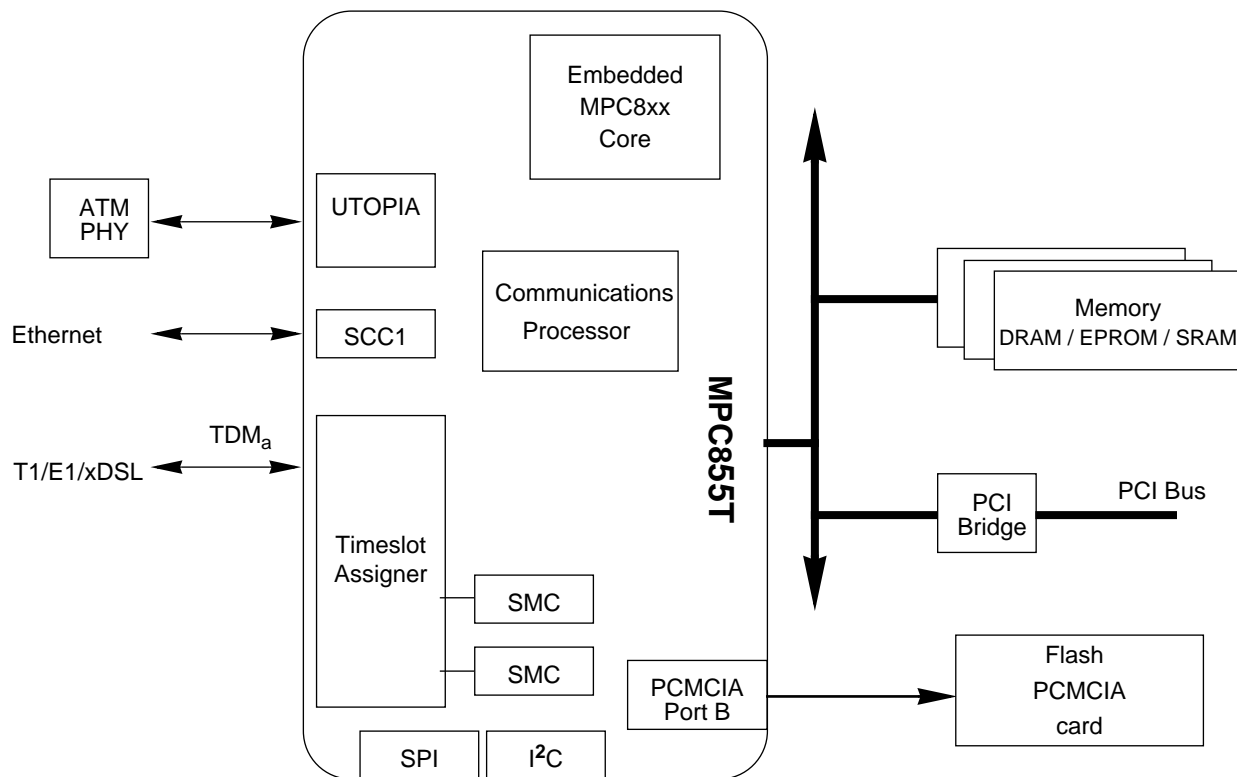 Embedded
MPC8xx
Core
ATM
PHY
UTOPIA
Communications
Processor
Memory
DRAM / EPROM / SRAM
Ethernet
SCC1
MPC855T
TDMa
T1/E1/xDSL
PCI Bus
PCI
Bridge
Timeslot
Assigner
SMC
SMC
PCMCIA
Port B
Flash
PCMCIA
card
SPI
I²C